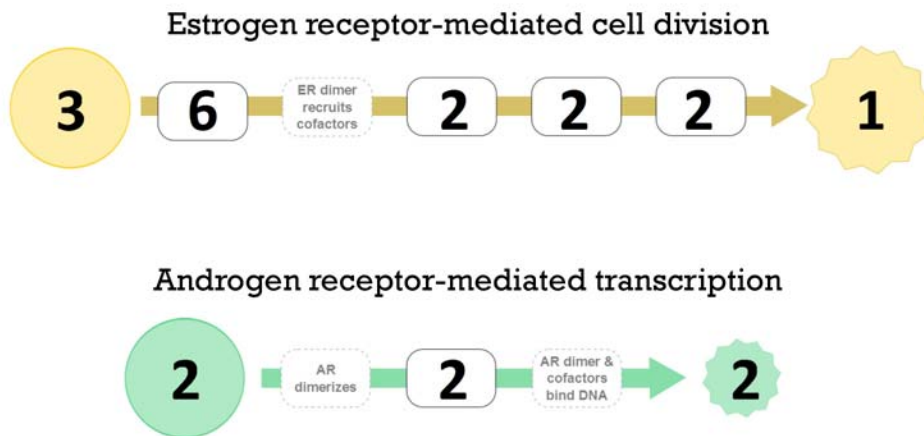 Estrogen receptor-mediated cell division
3
6
ER dimer
recruits
cofactors
2
2
2
1
Androgen receptor-mediated transcription
2
AR
dimerizes
2
AR dimer &
cofactors
bind DNA
2